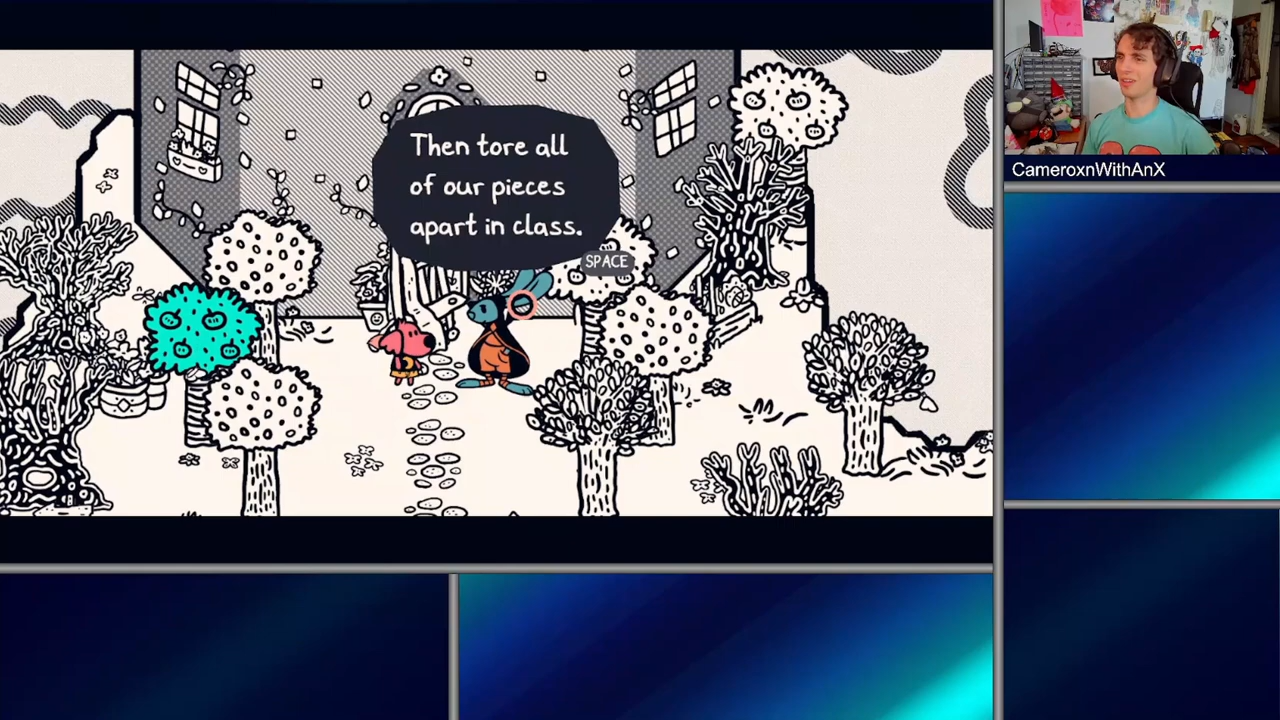 Then tore all
of our pieces
apart in class.
SPACE
CameroxnWithAnX